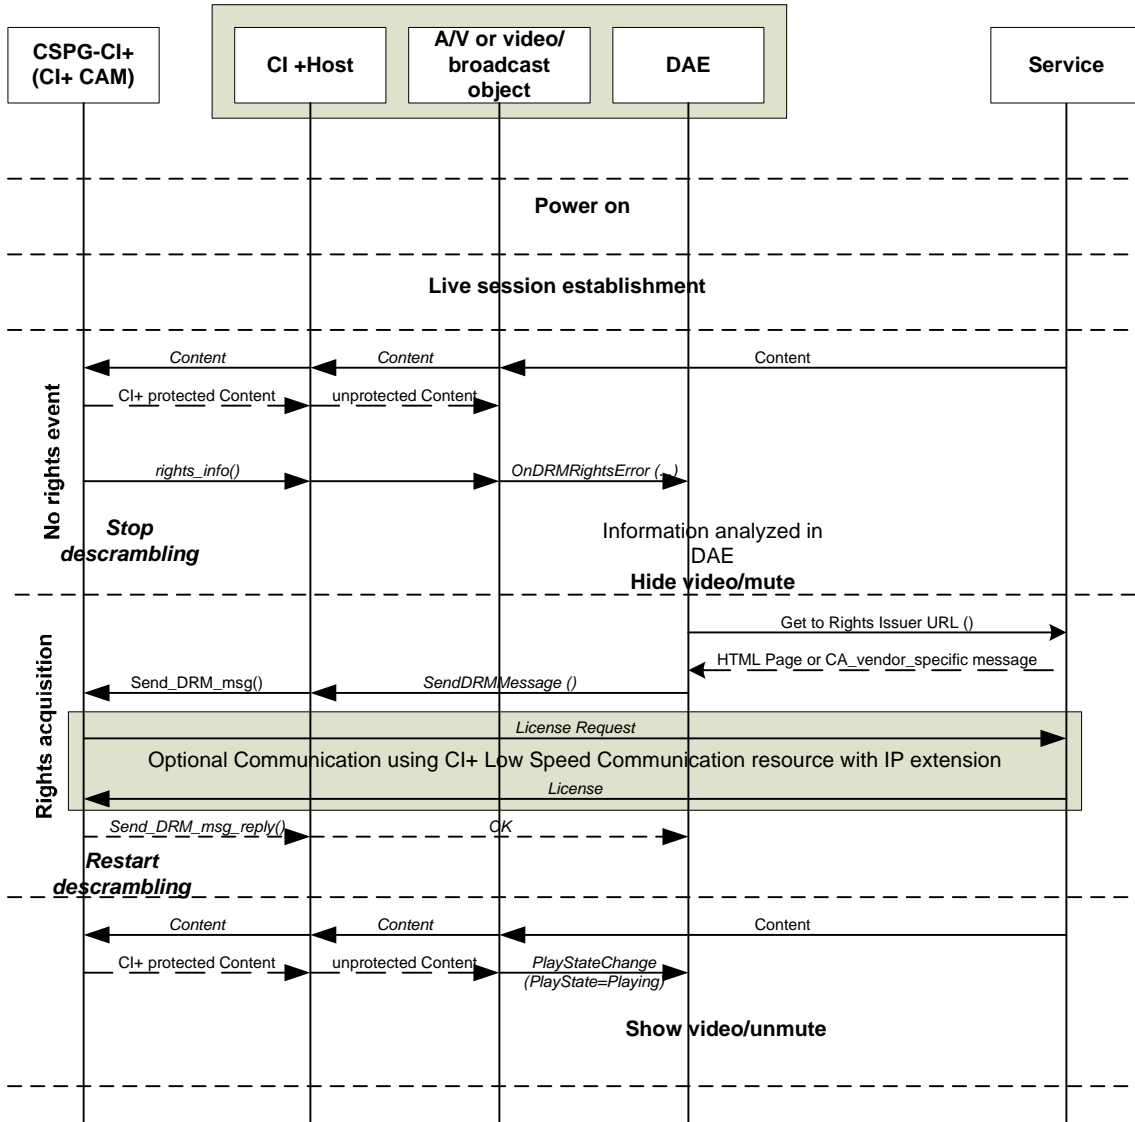 CSPG-CI+
(CI+ CAM)
CI +Host
A/V or video/
broadcast
object
DAE
Service
Power on
Live session establishment
No rights event
Content
Content
Content
CI+ protected Content
unprotected Content
rights_info()
OnDRMRightsError (...)
Stop
descrambling
Information analyzed in
DAE
Hide video/mute
Rights acquisition
Get to Rights Issuer URL ()
HTML Page or CA_vendor_specific message
Send_DRM_msg()
SendDRMMessage ()
License Request
Optional Communication using CI+ Low Speed Communication resource with IP extension
License
Send_DRM_msg_reply()
OK
Restart
descrambling
Content
Content
Content
CI+ protected Content
unprotected Content
PlayStateChange
(PlayState=Playing)
Show video/unmute